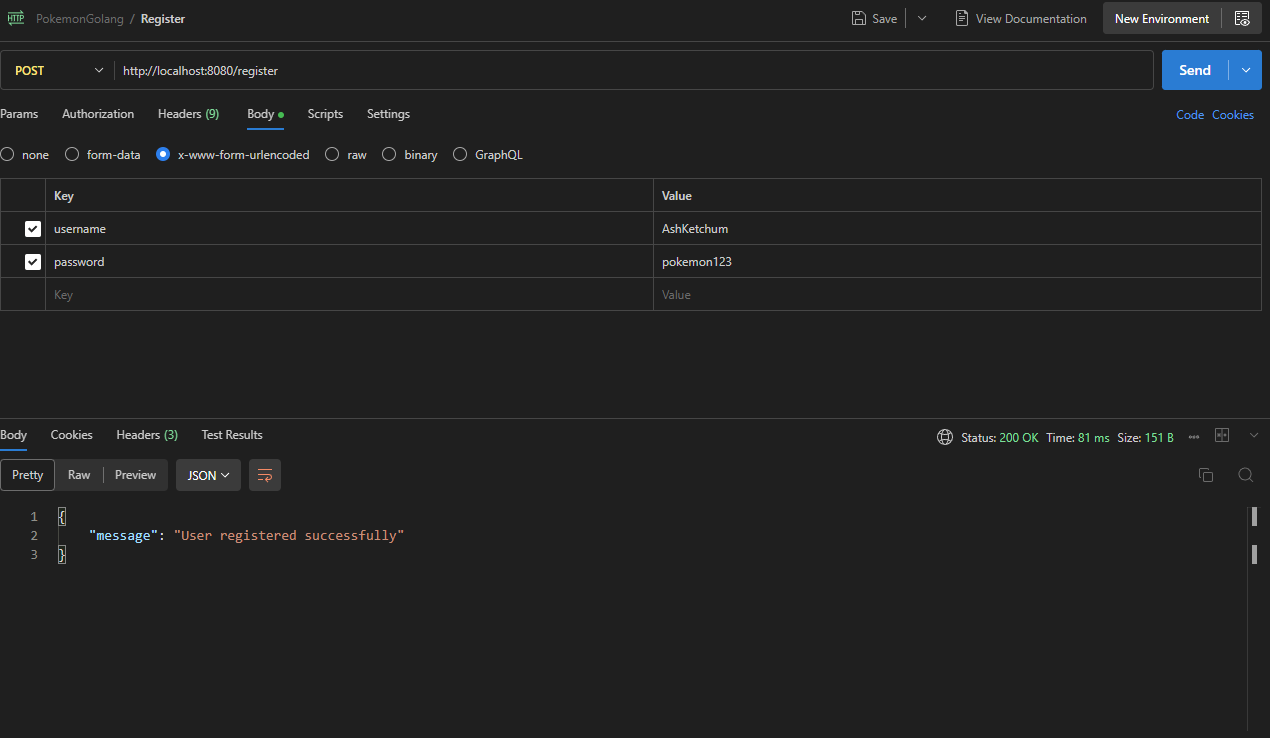 HTTP PokemonGolang / Register Save View Documentation New Environment
POST http://localhost:8080/register Send
Params Authorization Headers (9) Body Scripts Settings Code Cookies
none form-data x-www-form-urlencoded raw binary GraphQL
Key Value
username AshKetchum
password pokemon123
Key Value
Body Cookies Headers (3) Test Results Status: 200 OK Time: 81 ms Size: 151 B
Pretty Raw Preview JSON
1 {
2 "message": "User registered successfully"
3 }